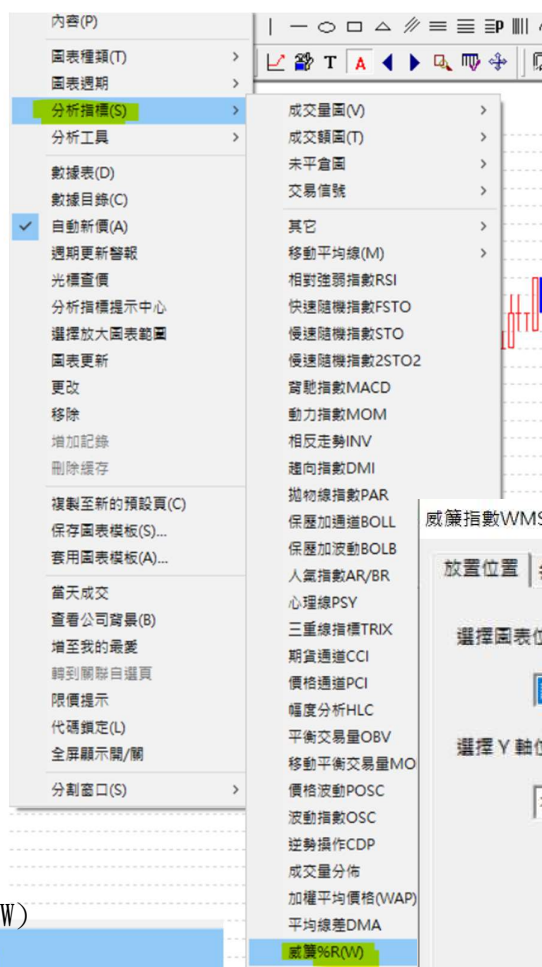 內容(P)
圖表種類(T)
圖表週期
分析指標(S)
分析工具
數據表(D)
數據目錄(C)
自動新價(A)
週期更新警報
光標查價
分析指標提示中心
選擇放大圖表範圍
圖表更新
更改
移除
增加記錄
刪除緩存
複製至新的預設頁(C)
保存圖表模板(S)...
套用圖表模板(A)...
當天成交
查看公司背景(B)
增至我的最愛
轉到關聯自選頁
限價提示
代碼鎖定(L)
全屏顯示開/關
分割窗口(S)
T A
P
成交量圖(V)
成交額圖(T)
未平倉圖
交易信號
其它
移動平均線(M)
相對強弱指數RSI
快速隨機指數FSTO
慢速隨機指數STO
慢速隨機指數2STO2
背馳指數MACD
動力指數MOM
相反走勢INV
趨向指數DMI
拋物線指數PAR
保歷加通道BOLL
保歷加波動BOLB
人氣指數AR/BR
心理線PSY
三重線指標TRIX
期貨通道CCI
價格通道PCI
幅度分析HLC
平衡交易量OBV
移動平衡交易量MO
價格波動POSC
波動指數OSC
逆勢操作CDP
成交量分佈
加權平均價格(WAP)
平均線差DMA
威簾%R(W)
威簾指數WMS
放置位置
選擇圖表位
選擇 Y 軸位
W)